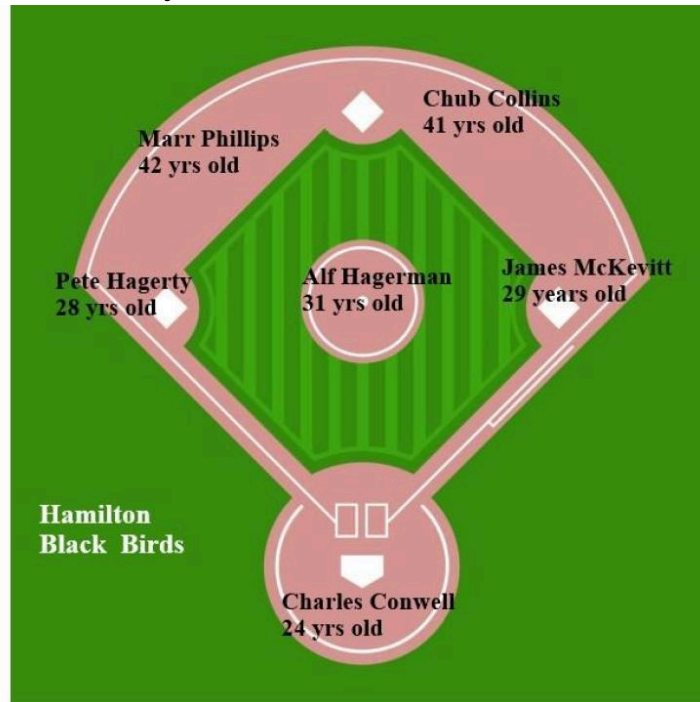 Chub Collins
41 yrs old
Marr Phillips
42 yrs old
Pete Hagerty
28 yrs old
Alf Hagerman
31 yrs old
James McKevitt
29 years old
Hamilton
Black Birds
Charles Conwell
24 yrs old